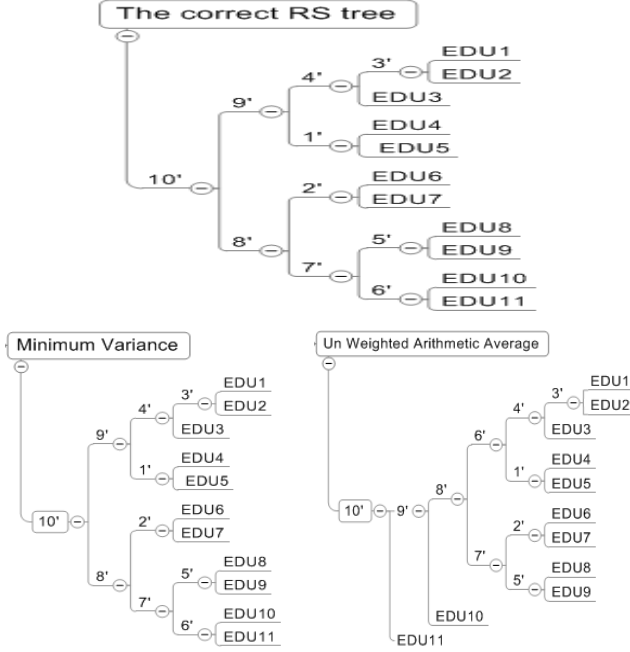 The correct RS tree
EDU1
3'
EDU2
4'
EDU3
9'
EDU4
1'
EDU5
10'
EDU6
2'
EDU7
8'
EDU8
5'
EDU9
7'
EDU10
6'
EDU11
Minimum Variance
EDU1
3'
EDU2
4'
EDU3
9'
EDU4
1'
EDU5
10'
EDU6
2'
EDU7
8'
EDU8
5'
EDU9
7'
EDU10
6'
EDU11
Un Weighted Arithmetic Average
EDU1
3'
EDU2
4'
EDU3
6'
EDU4
1'
EDU5
8'
10'
9'
EDU6
2'
EDU7
7'
EDU8
5'
EDU9
EDU10
EDU11